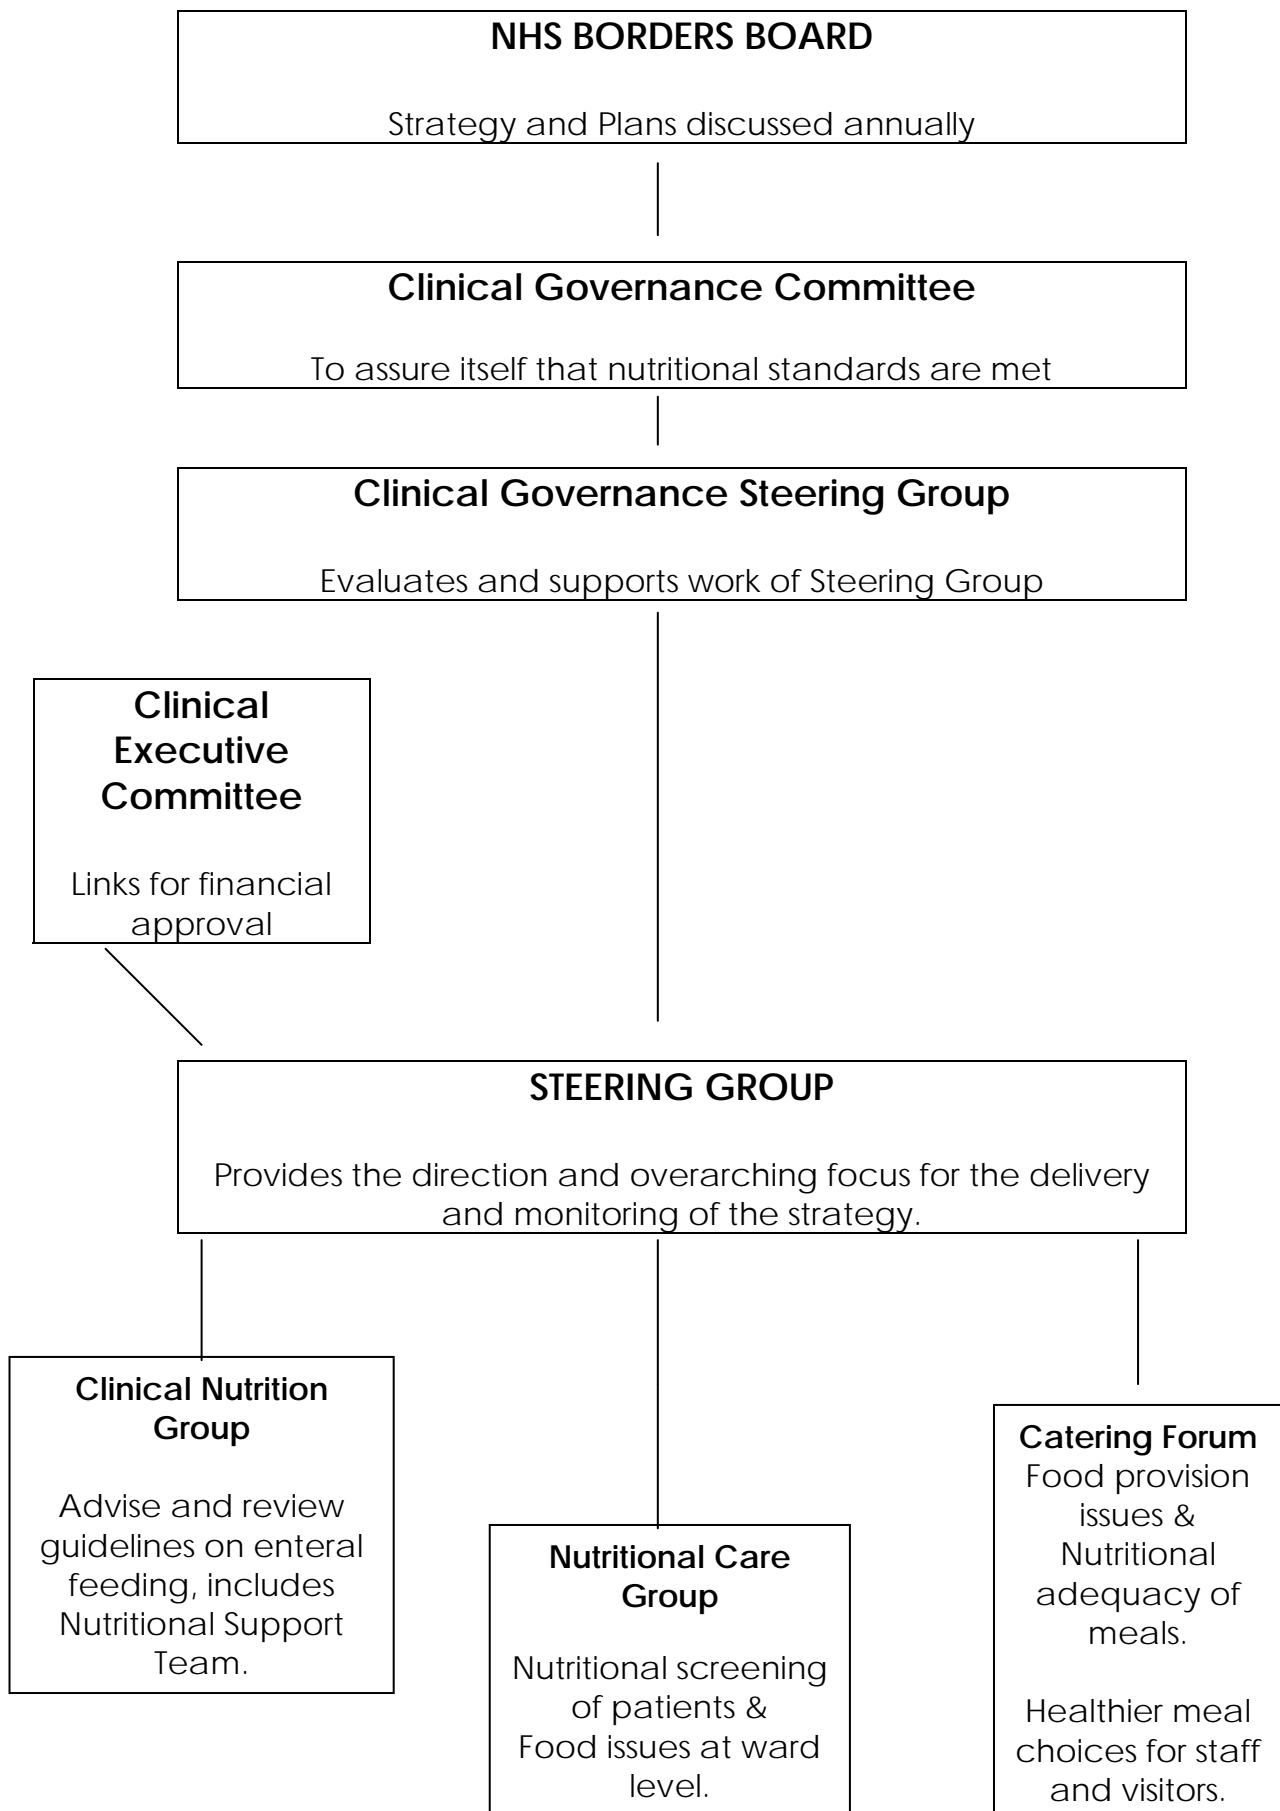 NHS BORDERS BOARD
Strategy and Plans discussed annually
Clinical Governance Committee
To assure itself that nutritional standards are met
Clinical Governance Steering Group
Evaluates and supports work of Steering Group
Clinical
Executive
Committee
Links for financial
approval
STEERING GROUP
Provides the direction and overarching focus for the delivery
and monitoring of the strategy.
Clinical Nutrition
Group
Advise and review
guidelines on enteral
feeding, includes
Nutritional Support
Team.
Nutritional Care
Group
Nutritional screening
of patients &
Food issues at ward
level.
Catering Forum
Food provision
issues &
Nutritional
adequacy of
meals.
Healthier meal
choices for staff
and visitors.